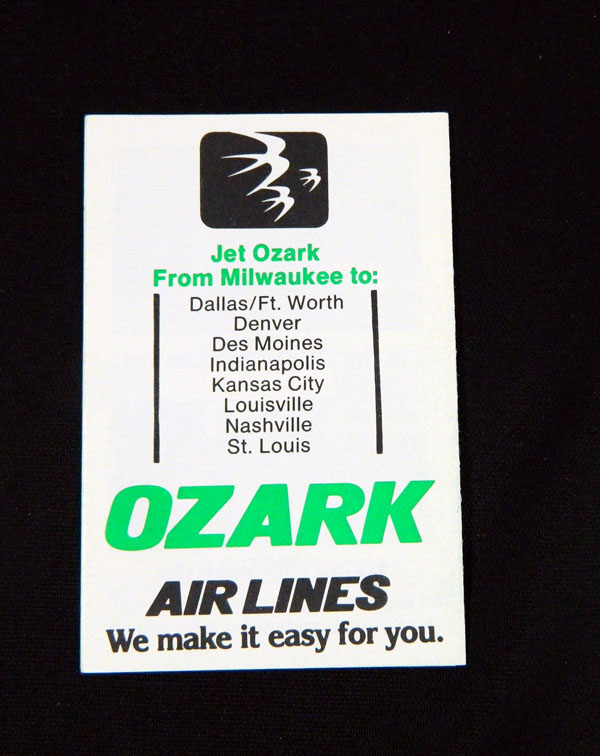 Jet Ozark
From Milwaukee to:
Dallas/Ft. Worth
Denver
Des Moines
Indianapolis
Kansas City
Louisville
Nashville
St. Louis
OZARK
AIR LINES
We make it easy for you.